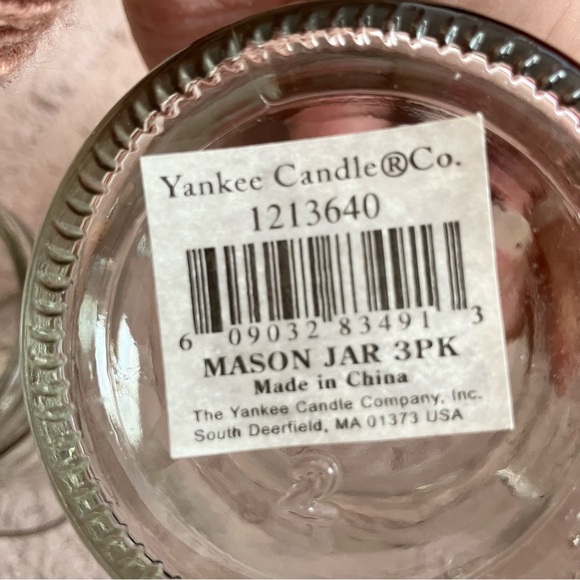 Yankee Candle®Co.
1213640
6 09032 83491 3
MASON JAR 3PK
Made in China
The Yankee Candle Company, Inc.
South Deerfield, MA 01373 USA
2